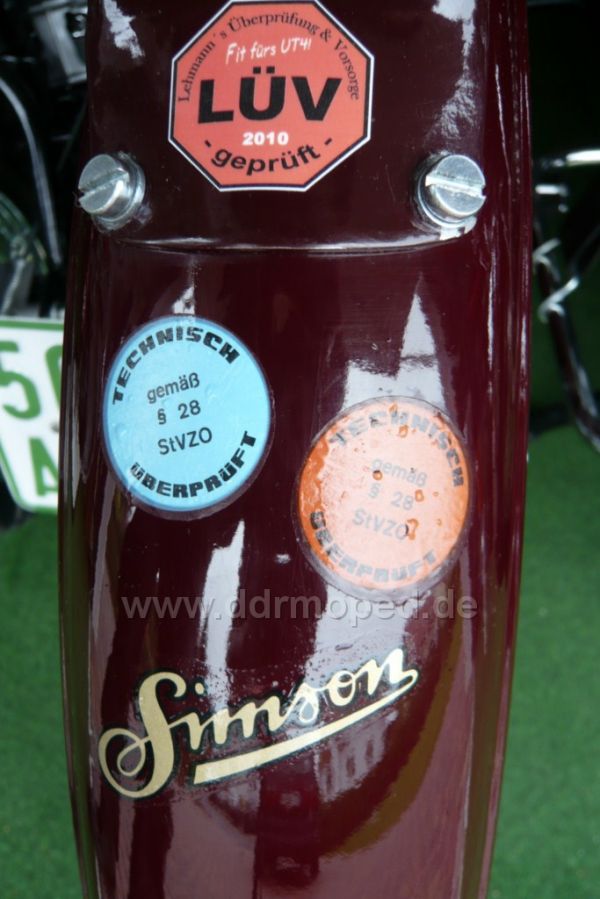 Lehmann´s Überprüfung & Vorsorge
Fit fürs UT4!
LÜV
2010
- geprüft -
TECHNISCH
gemäß
§ 28
StVZO
ÜBERPRÜFT
TECHNISCH
gemäß
§ 28
StVZO
ÜBERPRÜFT
5
A
www.ddrmoped.de
Simson